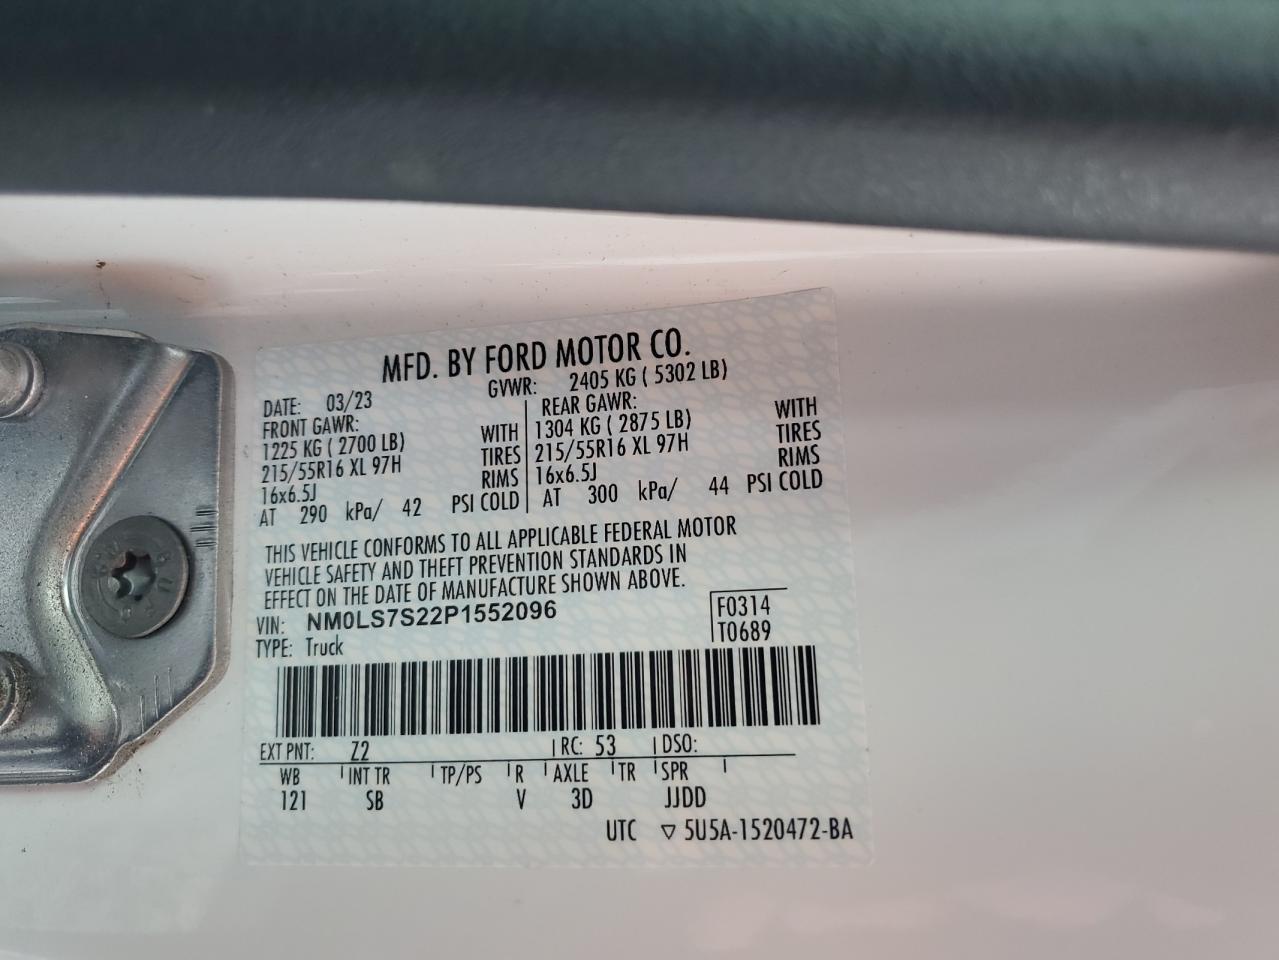 MFD. BY FORD MOTOR CO.
DATE: 03/23 GVWR: 2405 KG ( 5302 LB)
FRONT GAWR: REAR GAWR:
1225 KG ( 2700 LB) WITH 1304 KG ( 2875 LB) WITH
215/55R16 XL 97H TIRES 215/55R16 XL 97H TIRES
16x6.5J RIMS 16x6.5J RIMS
AT 290 kPa/ 42 PSI COLD AT 300 kPa/ 44 PSI COLD
THIS VEHICLE CONFORMS TO ALL APPLICABLE FEDERAL MOTOR
VEHICLE SAFETY AND THEFT PREVENTION STANDARDS IN
EFFECT ON THE DATE OF MANUFACTURE SHOWN ABOVE.
VIN: NM0LS7S22P1552096 F0314
TYPE: Truck T0689
EXT PNT: Z2 RC: 53 DSO:
WB INT TR TP/PS R AXLE TR SPR
121 SB V 3D JJDD
UTC ▽ 5U5A-1520472-BA